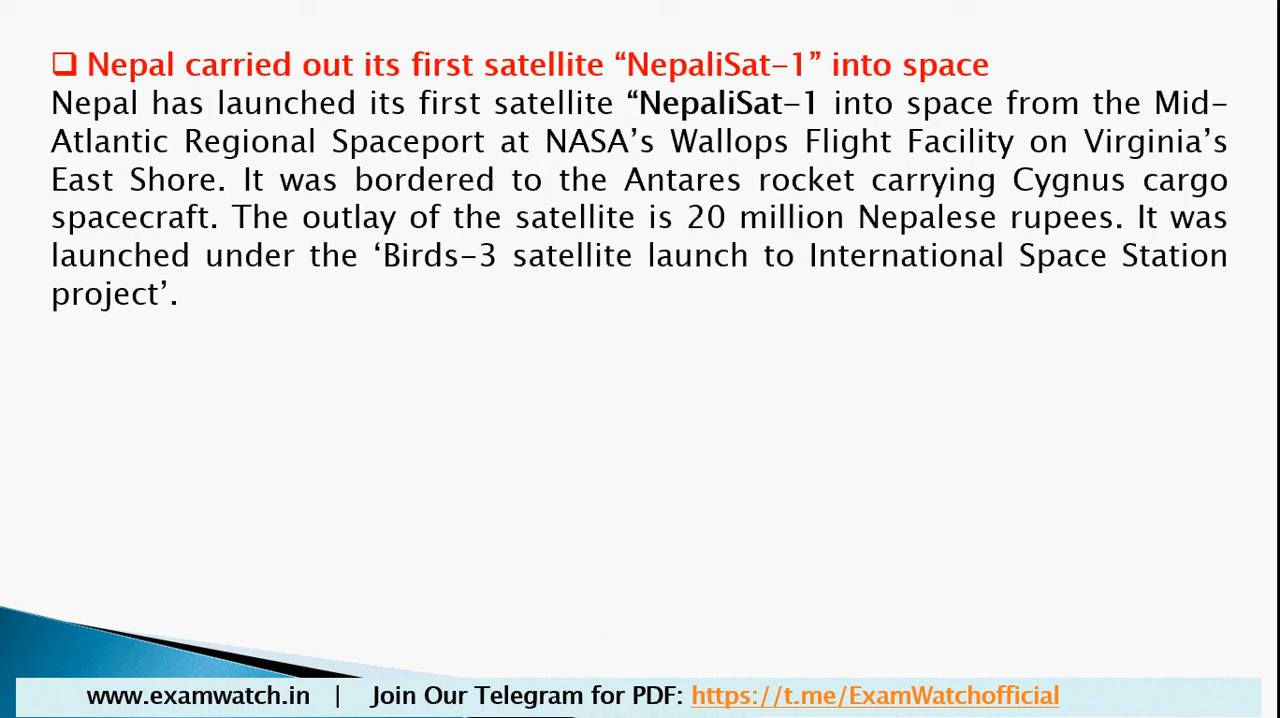 ❑ Nepal carried out its first satellite “NepaliSat-1” into space
Nepal has launched its first satellite “NepaliSat-1 into space from the Mid-
Atlantic Regional Spaceport at NASA’s Wallops Flight Facility on Virginia’s
East Shore. It was bordered to the Antares rocket carrying Cygnus cargo
spacecraft. The outlay of the satellite is 20 million Nepalese rupees. It was
launched under the ‘Birds-3 satellite launch to International Space Station
project’.
www.examwatch.in | Join Our Telegram for PDF: https://t.me/ExamWatchofficial